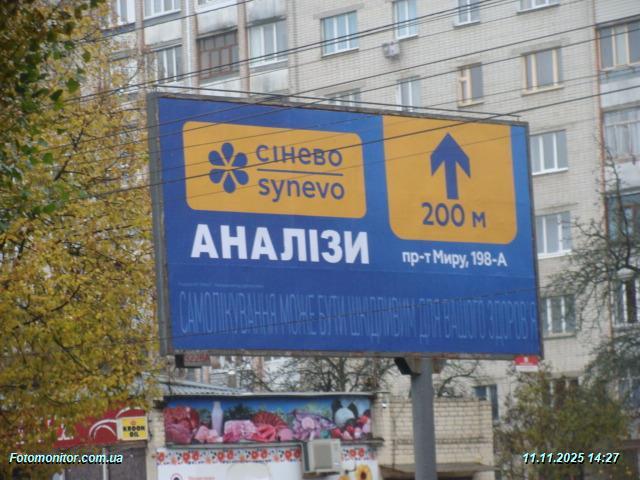 сінево
synevo
200 м
АНАЛІЗИ
пр-т Миру, 198-А
САМОЛІКУВАННЯ МОЖЕ БУТИ ШКІДЛИВИМ ДЛЯ ВАШОГО ЗДОРОВ'Я
KROON
OIL
Fotomonitor.com.ua
11.11.2025 14:27